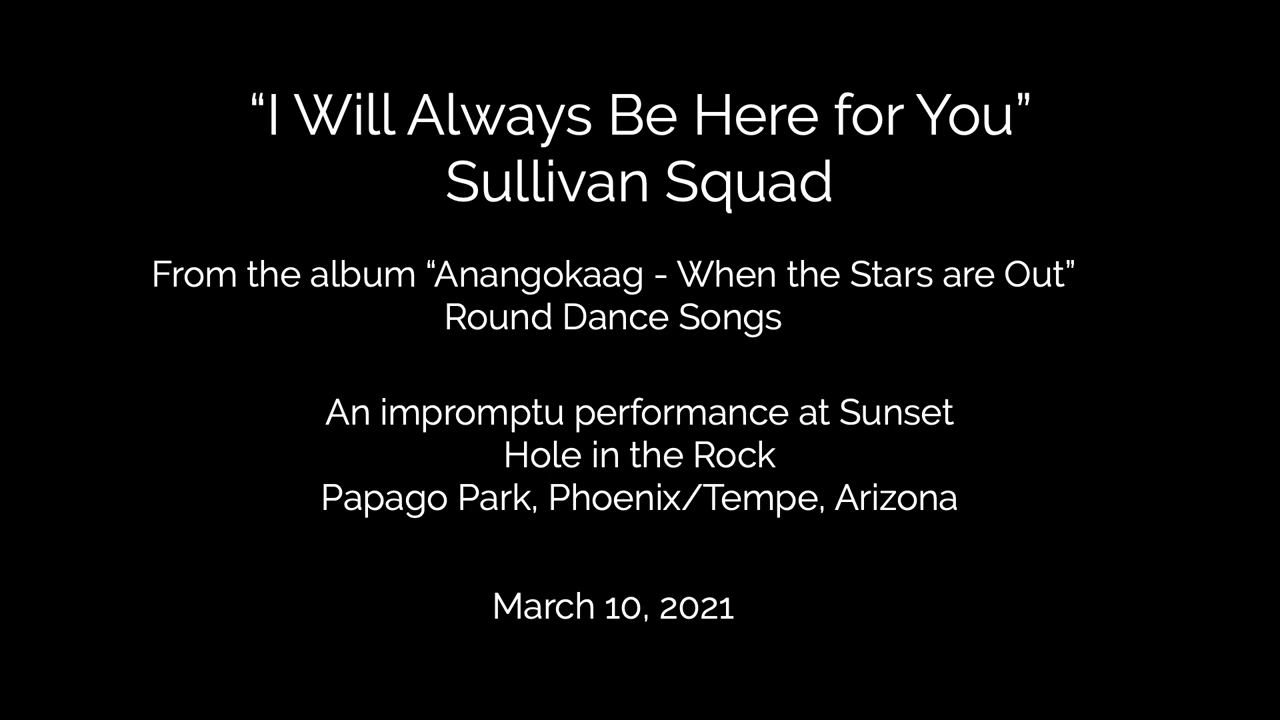 “I Will Always Be Here for You”
Sullivan Squad
From the album “Anangokaag - When the Stars are Out”
Round Dance Songs
An impromptu performance at Sunset
Hole in the Rock
Papago Park, Phoenix/Tempe, Arizona
March 10, 2021